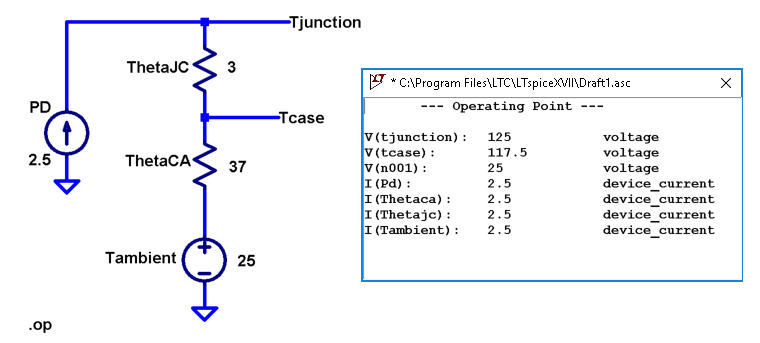 Tjunction
ThetaJC 3
Tcase
PD
2.5
ThetaCA 37
Tambient 25
.op
LT * C:\Program Files\LTC\LTspiceXVII\Draft1.asc
--- Operating Point ---
V(tjunction): 125 voltage
V(tcase): 117.5 voltage
V(n001): 25 voltage
I(Pd): 2.5 device_current
I(Thetaca): 2.5 device_current
I(Thetajc): 2.5 device_current
I(Tambient): 2.5 device_current